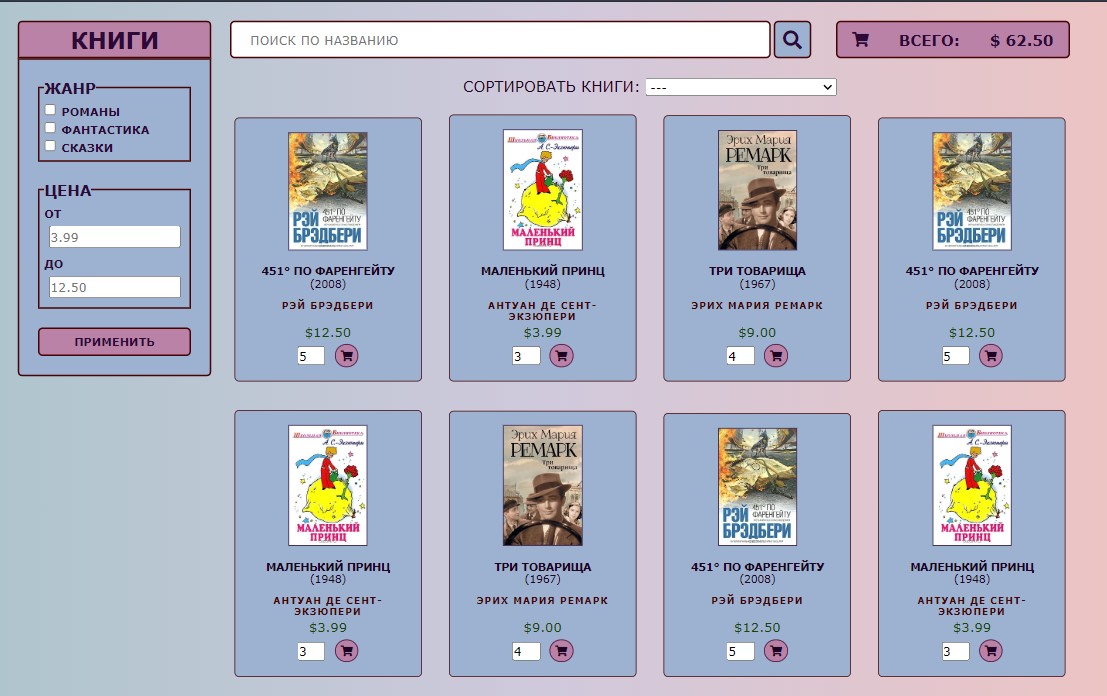 КНИГИ
ПОИСК ПО НАЗВАНИЮ
ВСЕГО: $ 62.50
СОРТИРОВАТЬ КНИГИ: ---
ЖАНР
РОМАНЫ
ФАНТАСТИКА
СКАЗКИ
ЦЕНА
ОТ
3.99
ДО
12.50
ПРИМЕНИТЬ
451° ПО
ФАРЕНГЕЙТУ
РЭЙ
БРЭДБЕРИ
451° ПО ФАРЕНГЕЙТУ
(2008)
РЭЙ БРЭДБЕРИ
$12.50
5
Школьная Библиотека
А. С.-Экзюпери
МАЛЕНЬКИЙ
ПРИНЦ
МАЛЕНЬКИЙ ПРИНЦ
(1948)
АНТУАН ДЕ СЕНТ-
ЭКЗЮПЕРИ
$3.99
3
Эрих Мария
РЕМАРК
Три
товарища
ТРИ ТОВАРИЩА
(1967)
ЭРИХ МАРИЯ РЕМАРК
$9.00
4
451° ПО
ФАРЕНГЕЙТУ
РЭЙ
БРЭДБЕРИ
451° ПО ФАРЕНГЕЙТУ
(2008)
РЭЙ БРЭДБЕРИ
$12.50
5
Школьная Библиотека
А. С.-Экзюпери
МАЛЕНЬКИЙ
ПРИНЦ
МАЛЕНЬКИЙ ПРИНЦ
(1948)
АНТУАН ДЕ СЕНТ-
ЭКЗЮПЕРИ
$3.99
3
Эрих Мария
РЕМАРК
Три
товарища
ТРИ ТОВАРИЩА
(1967)
ЭРИХ МАРИЯ РЕМАРК
$9.00
4
451° ПО
ФАРЕНГЕЙТУ
РЭЙ
БРЭДБЕРИ
451° ПО ФАРЕНГЕЙТУ
(2008)
РЭЙ БРЭДБЕРИ
$12.50
5
Школьная Библиотека
А. С.-Экзюпери
МАЛЕНЬКИЙ
ПРИНЦ
МАЛЕНЬКИЙ ПРИНЦ
(1948)
АНТУАН ДЕ СЕНТ-
ЭКЗЮПЕРИ
$3.99
3